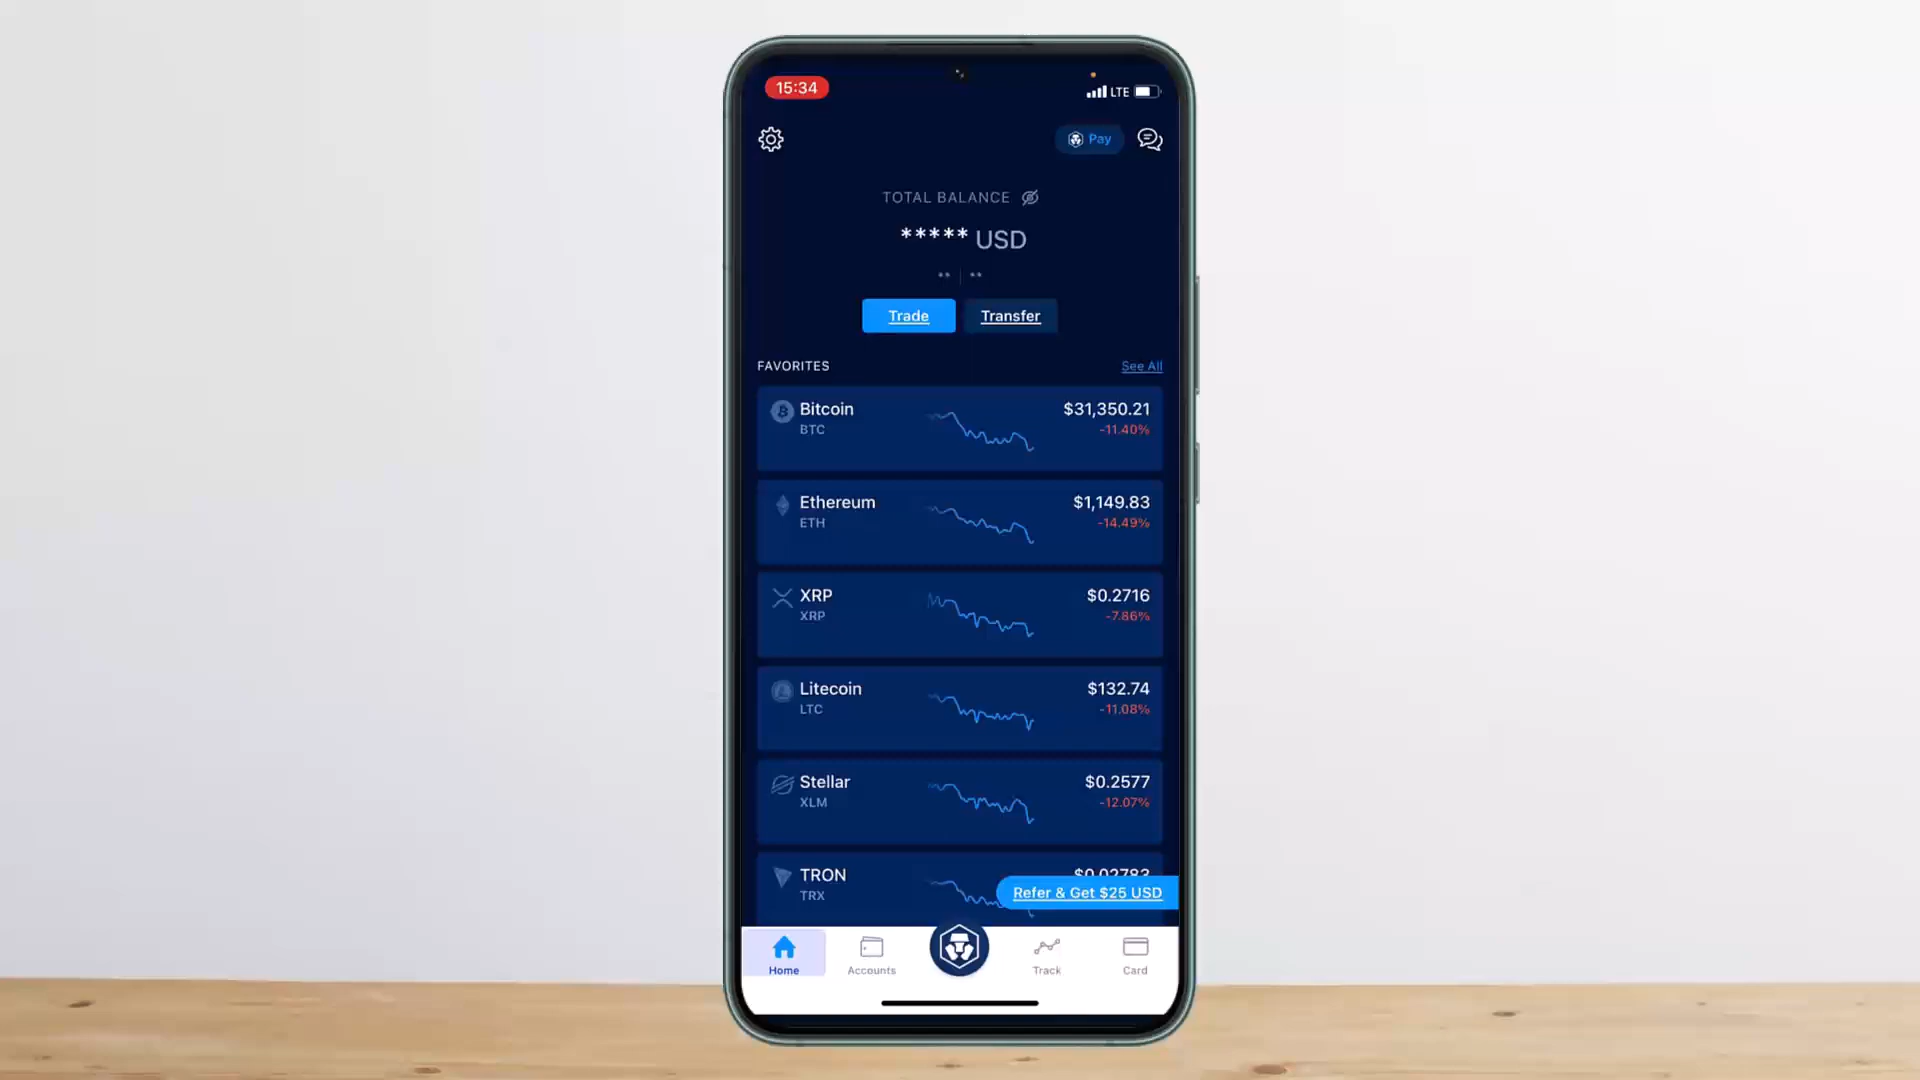 15:34
LTE
Pay
TOTAL BALANCE
***** USD
** | **
Trade Transfer
FAVORITES See All
Bitcoin $31,350.21
BTC -11.40%
Ethereum $1,149.83
ETH -14.49%
XRP $0.2716
XRP -7.86%
Litecoin $132.74
LTC -11.08%
Stellar $0.2577
XLM -12.07%
TRON $0.02783
TRX
Refer & Get $25 USD
Home Accounts Track Card